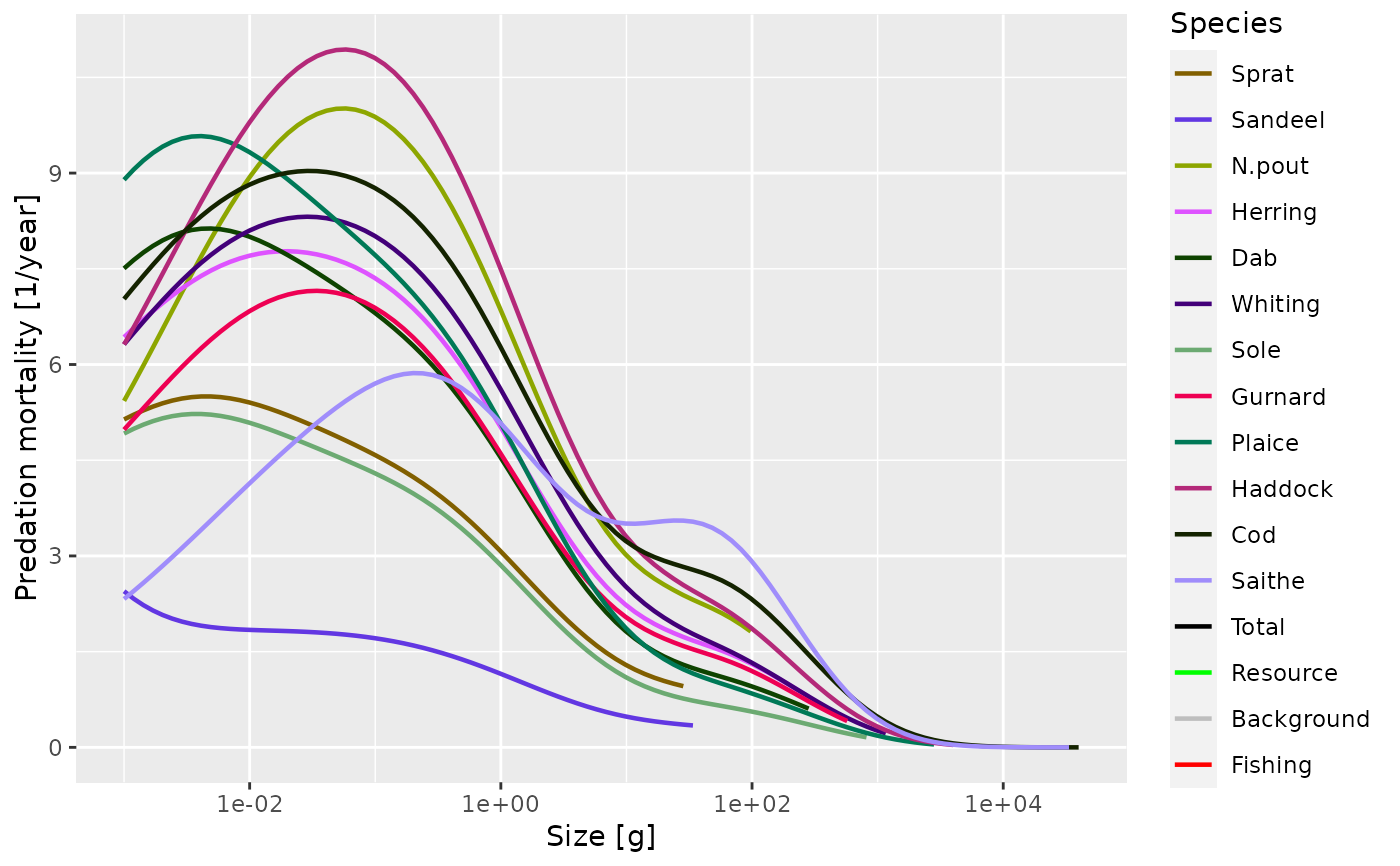 Predation mortality [1/year]
9
6
3
0
1e-02
1e+00
1e+02
1e+04
Size [g]
Species
Sprat
Sandeel
N.pout
Herring
Dab
Whiting
Sole
Gurnard
Plaice
Haddock
Cod
Saithe
Total
Resource
Background
Fishing